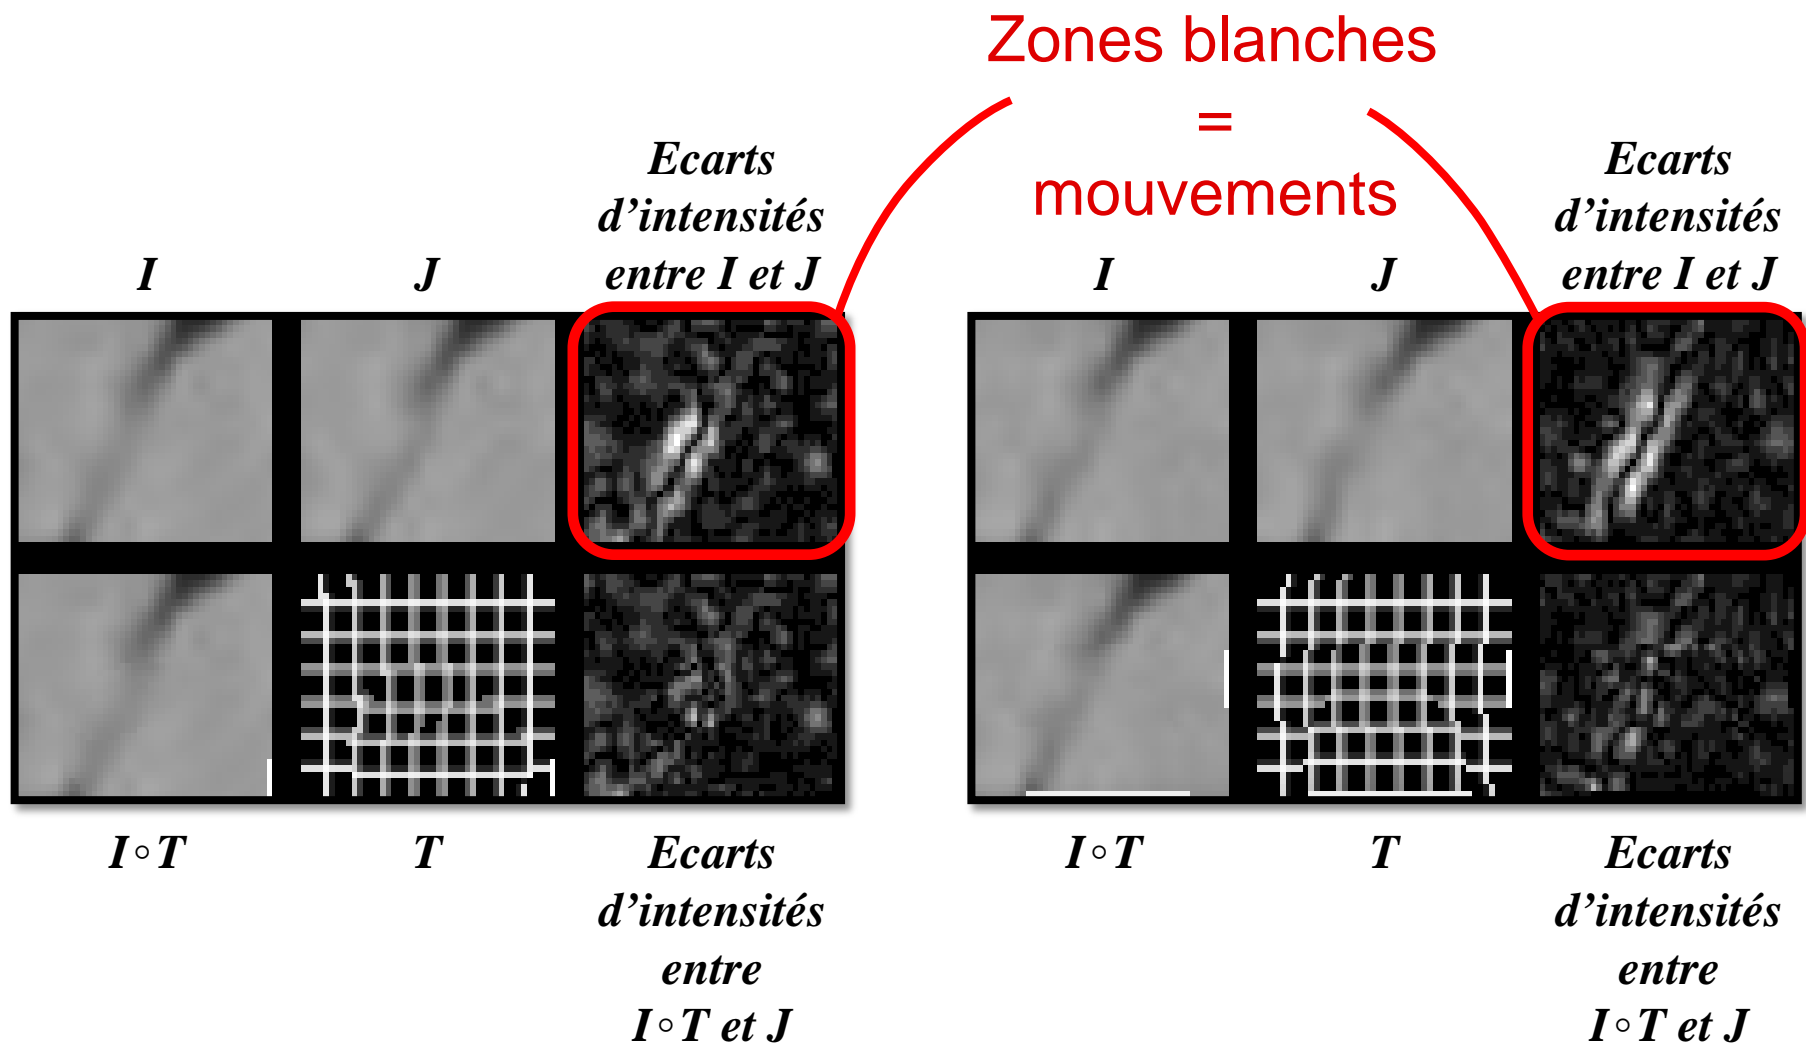 Zones blanches
=
mouvements
Ecarts
d’intensités
entre I et J
I
J
Ecarts
d’intensités
entre I et J
I
J
I∘T
T
Ecarts
d’intensités
entre
I∘T et J
I∘T
T
Ecarts
d’intensités
entre
I∘T et J